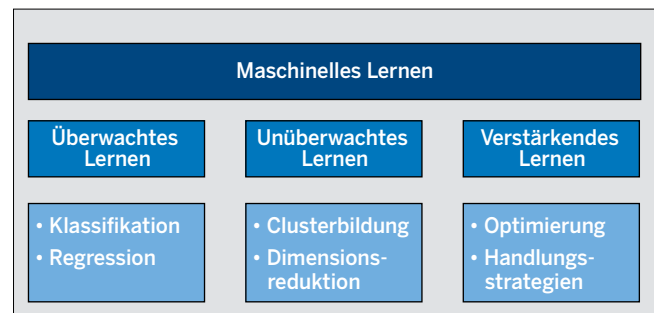 Maschinelles Lernen
Überwachtes
Lernen
Unüberwachtes
Lernen
Verstärkendes
Lernen
• Klassifikation
• Regression
• Clusterbildung
• Dimensions-
reduktion
• Optimierung
• Handlungs-
strategien